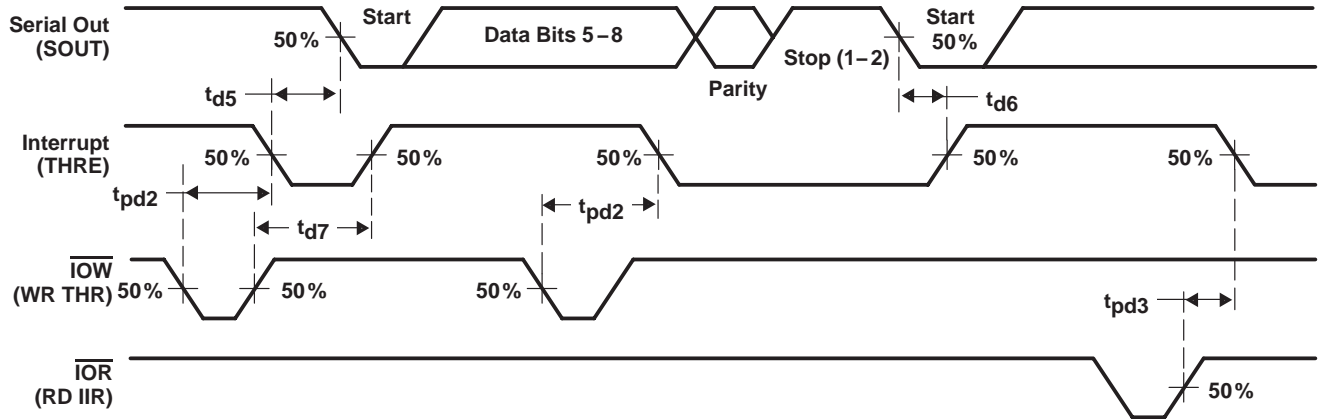 Serial Out
(SOUT)
50%
Start
Data Bits 5–8
Parity
Stop (1–2)
Start
50%
td5
td6
Interrupt
(THRE)
50%
50%
50%
50%
50%
tpd2
td7
tpd2
IOW
(WR THR)
50%
50%
50%
tpd3
IOR
(RD IIR)
50%